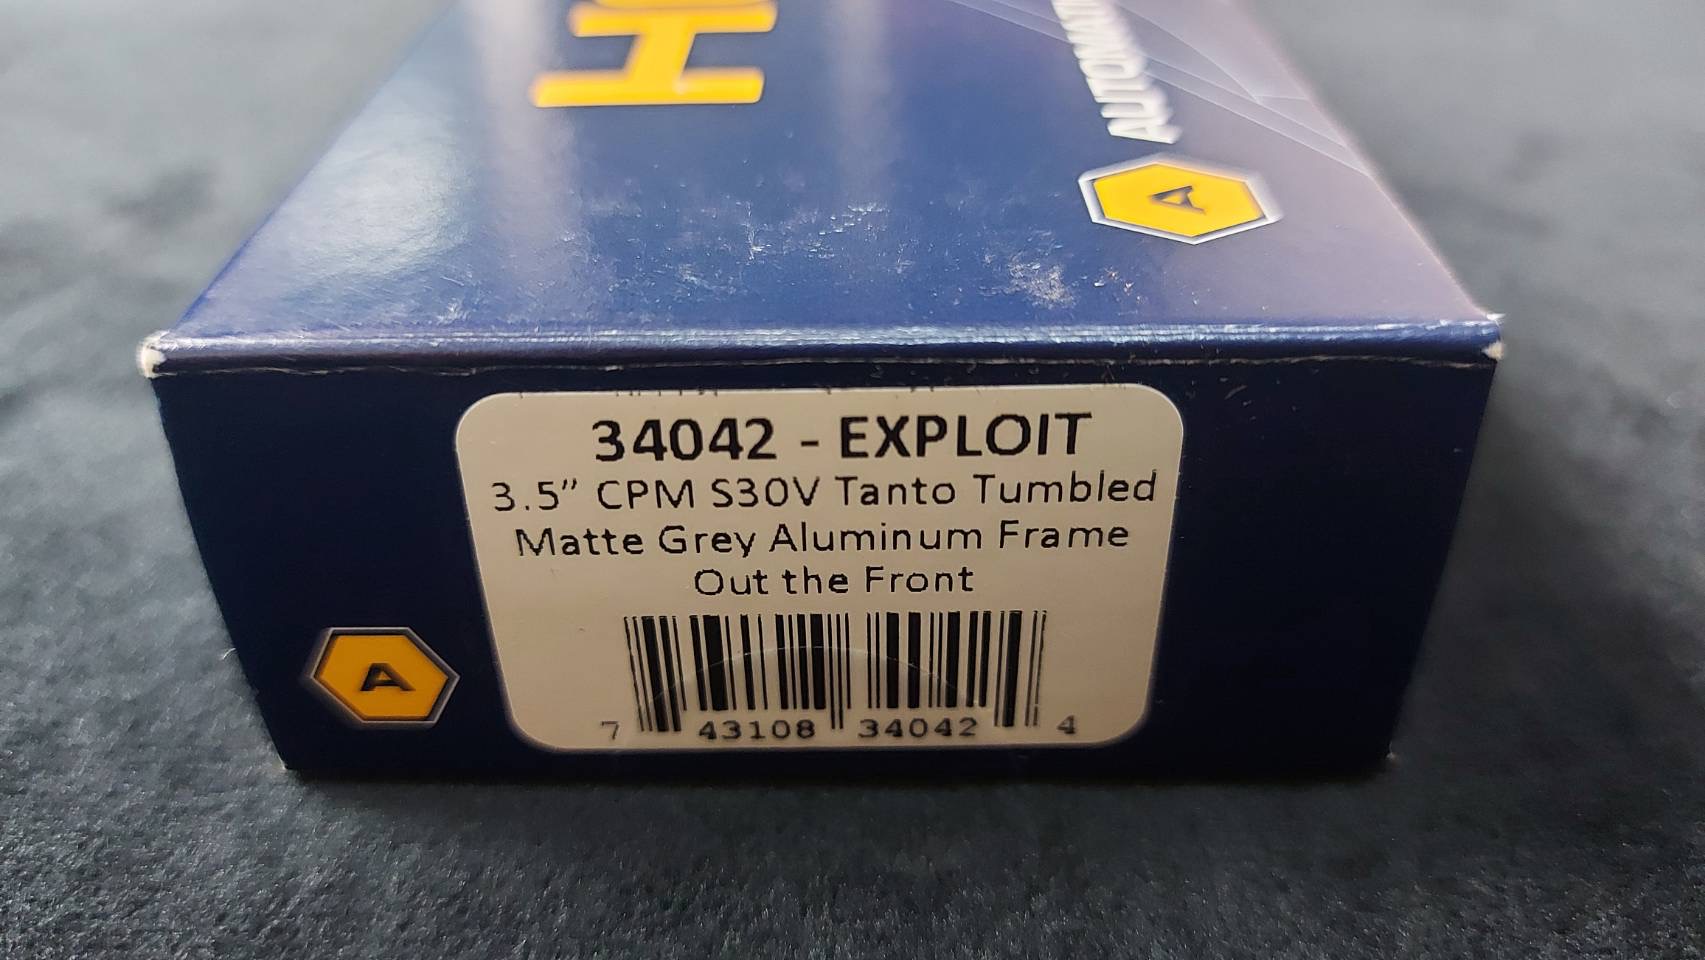 A
34042 - EXPLOIT
3.5” CPM S30V Tanto Tumbled
Matte Grey Aluminum Frame
Out the Front
7 43108 34042 4
A